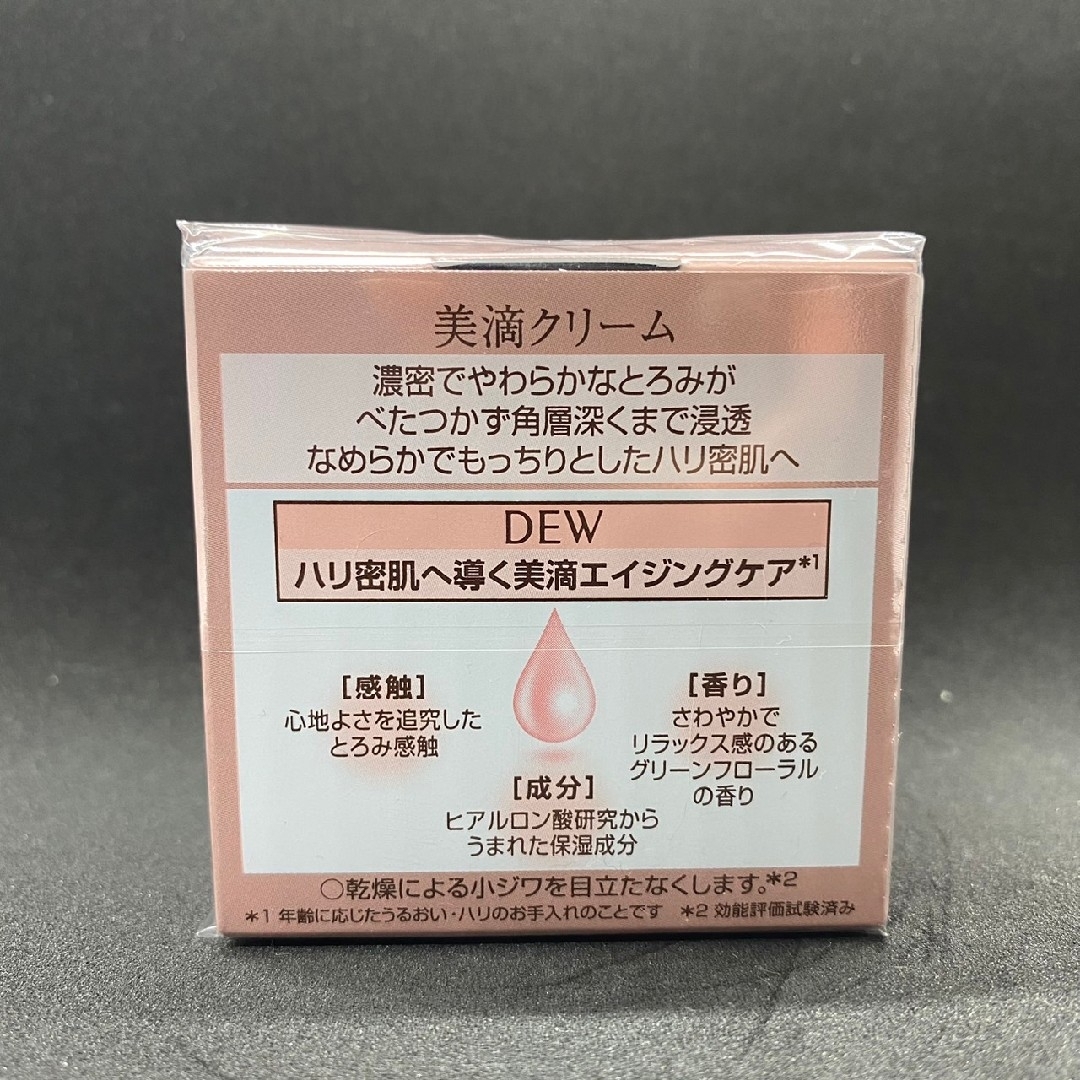 美滴クリーム
濃密でやわらかなとろみが
べたつかず角層深くまで浸透
なめらかでもっちりとしたハリ密肌へ
DEW
ハリ密肌へ導く美滴エイジングケア*1
[感触]
心地よさを追究した
とろみ感触
[香り]
さわやかで
リラックス感のある
グリーンフローラル
の香り
[成分]
ヒアルロン酸研究から
うまれた保湿成分
○乾燥による小ジワを目立たなくします。*2
*1 年齢に応じたうるおい・ハリのお手入れのことです *2 効能評価試験済み